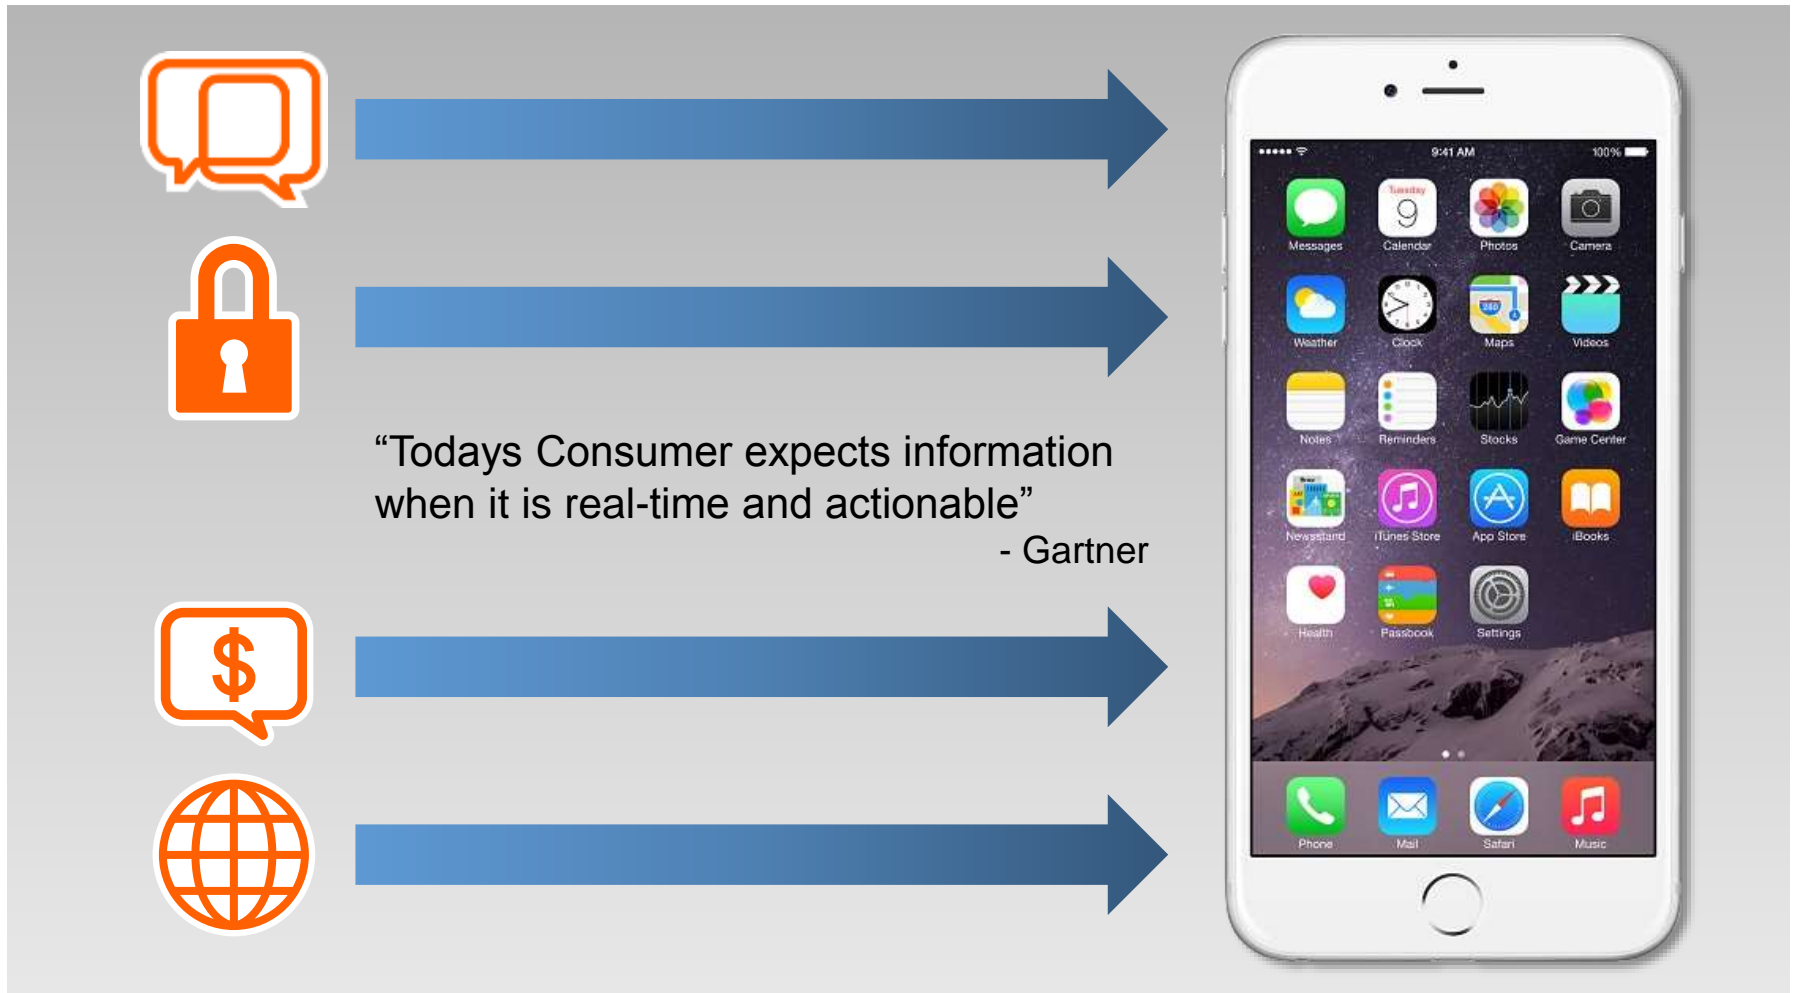 “Todays Consumer expects information
when it is real-time and actionable”
- Gartner
$
9:41 AM 100%
Tuesday
9
Messages Calendar Photos Camera
280
Weather Clock Maps Videos
Notes Reminders Stocks Game Center
Newsstand iTunes Store App Store iBooks
Health Passbook Settings
Phone Mail Safari Music